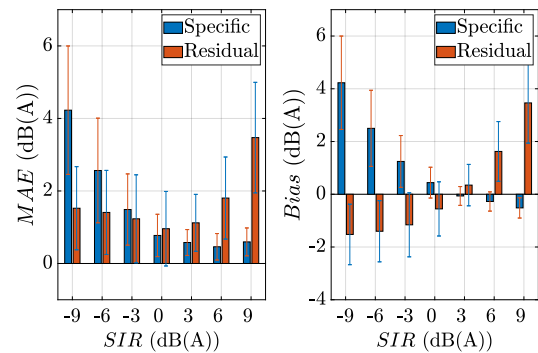 Specific
Residual
6
4
2
0
MAE (dB(A))
-9 -6 -3 0 3 6 9
SIR (dB(A))
Specific
Residual
6
4
2
0
-2
-4
Bias (dB(A))
-9 -6 -3 0 3 6 9
SIR (dB(A))